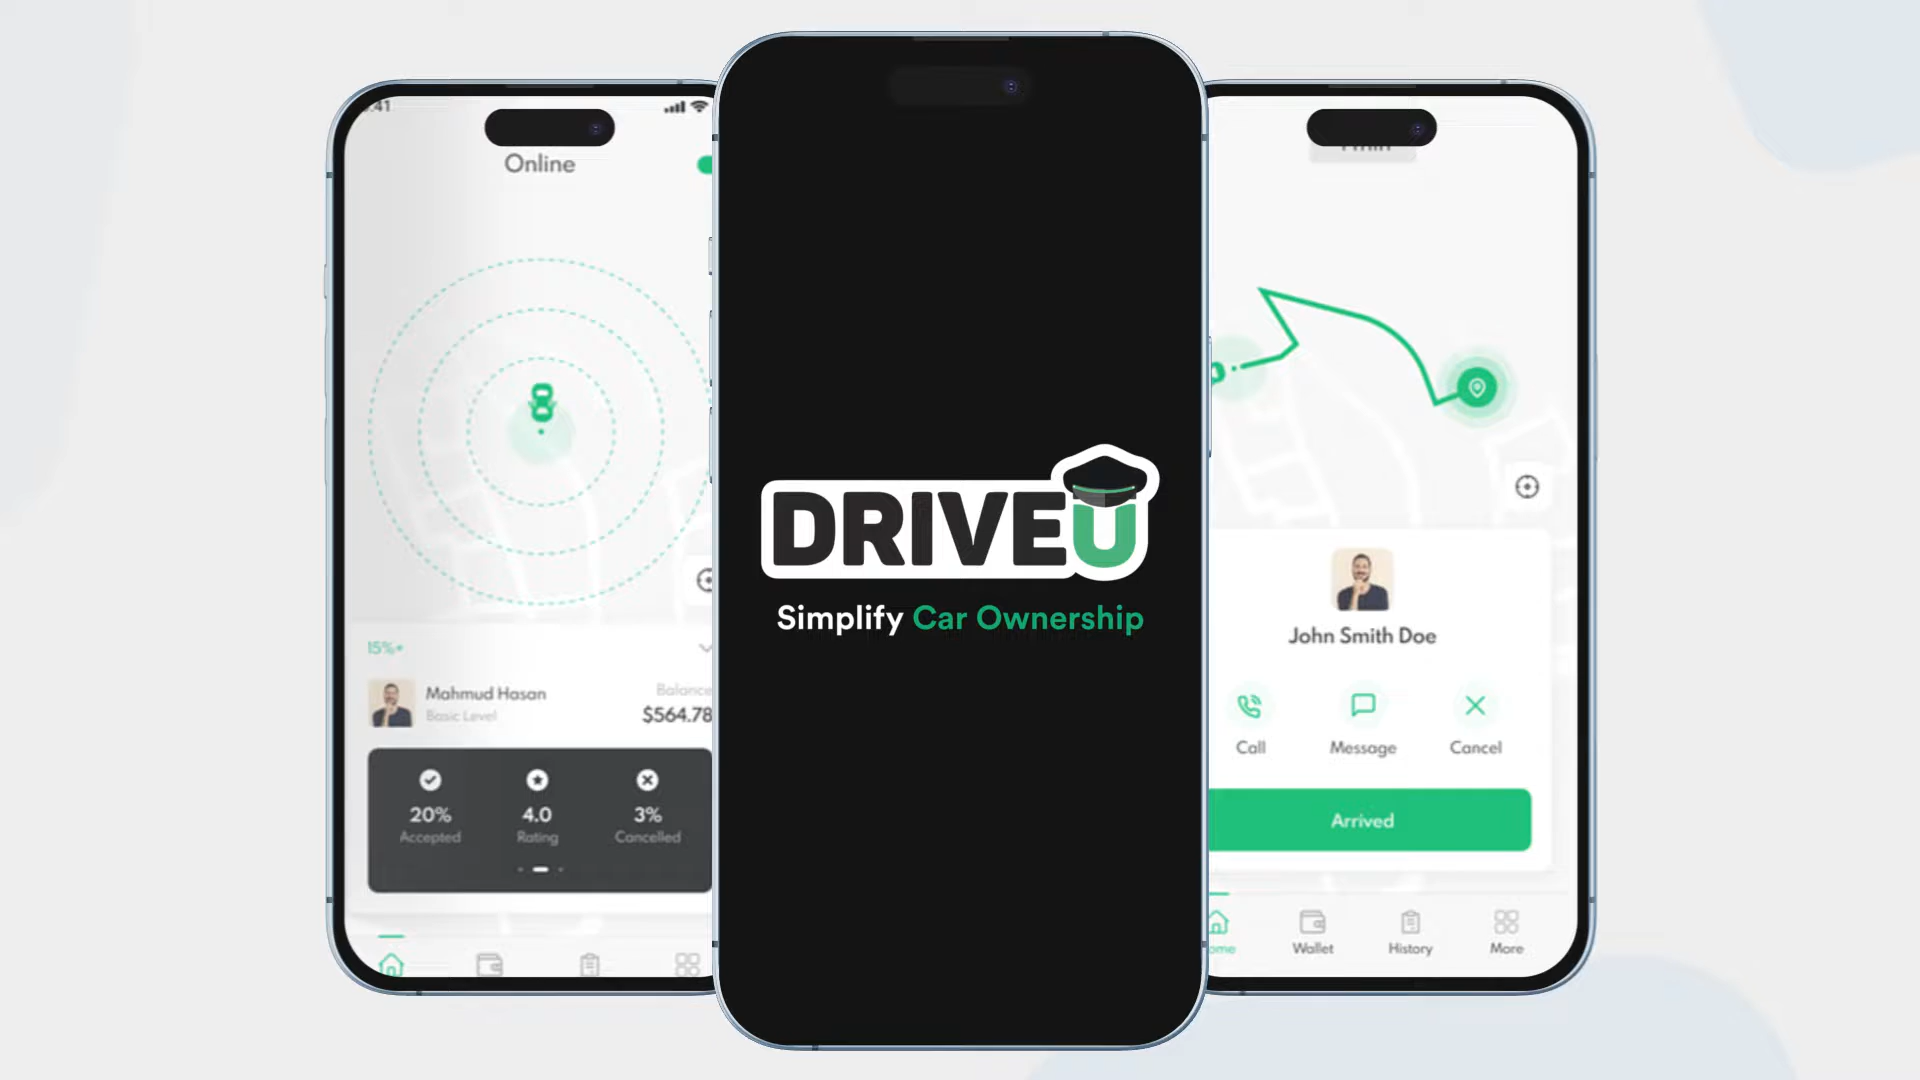 Online
15%+
Mahmud Hasan
Basic Level
Balance
$564.78
20%
Accepted
4.0
Rating
3%
Cancelled
DRIVEU
Simplify Car Ownership
John Smith Doe
Call
Message
Cancel
Arrived
Wallet
History
More